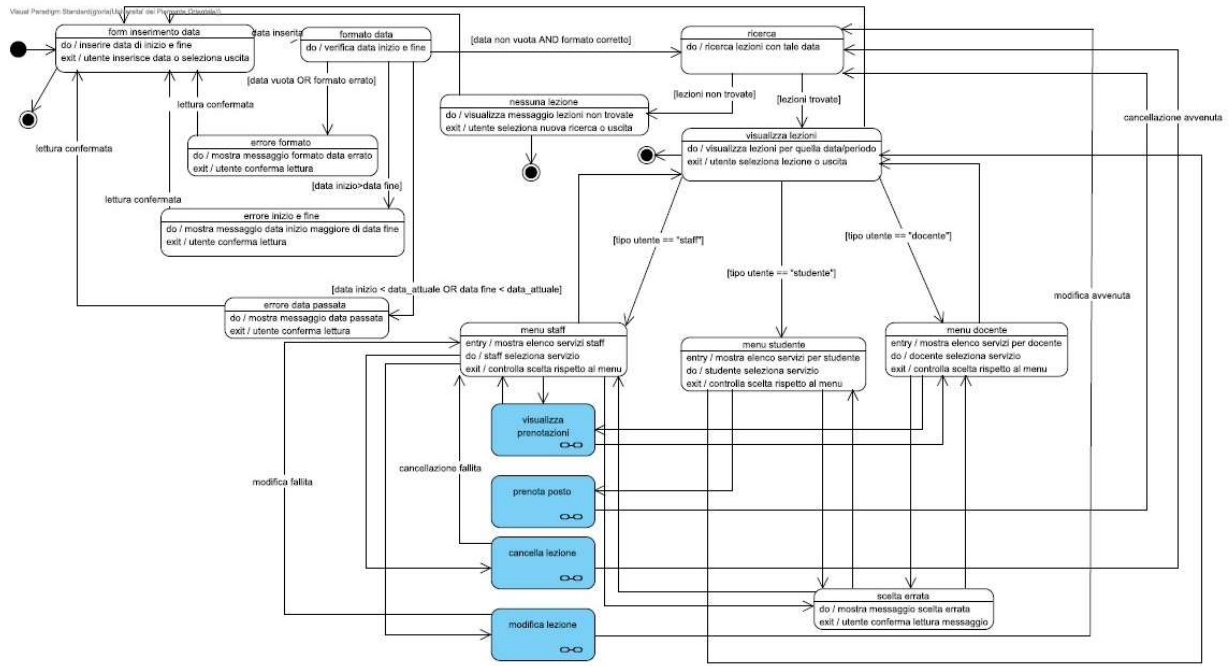 Visual Paradigm Standard(gloria(Universita' del Piemonte Orientale))
form inserimento data
do / inserire data di inizio e fine
exit / utente inserisce data o seleziona uscita
data inserita
formato data
do / verifica data inizio e fine
[data non vuota AND formato corretto]
ricerca
do / ricerca lezioni con tale data
[data vuota OR formato errato]
[lezioni non trovate]
[lezioni trovate]
lettura confermata
nessuna lezione
do / visualizza messaggio lezioni non trovate
exit / utente seleziona nuova ricerca o uscita
cancellazione avvenuta
visualizza lezioni
do / visualizza lezioni per quella data/periodo
exit / utente seleziona lezione o uscita
lettura confermata
errore formato
do / mostra messaggio formato data errato
exit / utente conferma lettura
[data inizio>data fine]
lettura confermata
errore inizio e fine
do / mostra messaggio data inizio maggiore di data fine
exit / utente conferma lettura
[tipo utente == "staff"]
[tipo utente == "docente"]
[tipo utente == "studente"]
[data inizio < data_attuale OR data fine < data_attuale]
modifica avvenuta
errore data passata
do / mostra messaggio data passata
exit / utente conferma lettura
menu staff
entry / mostra elenco servizi staff
do / staff seleziona servizio
exit / controlla scelta rispetto al menu
menu studente
entry / mostra elenco servizi per studente
do / studente seleziona servizio
exit / controlla scelta rispetto al menu
menu docente
entry / mostra elenco servizi per docente
do / docente seleziona servizio
exit / controlla scelta rispetto al menu
visualizza
prenotazioni
cancellazione fallita
modifica fallita
prenota posto
cancella lezione
scelta errata
do / mostra messaggio scelta errata
exit / utente conferma lettura messaggio
modifica lezione